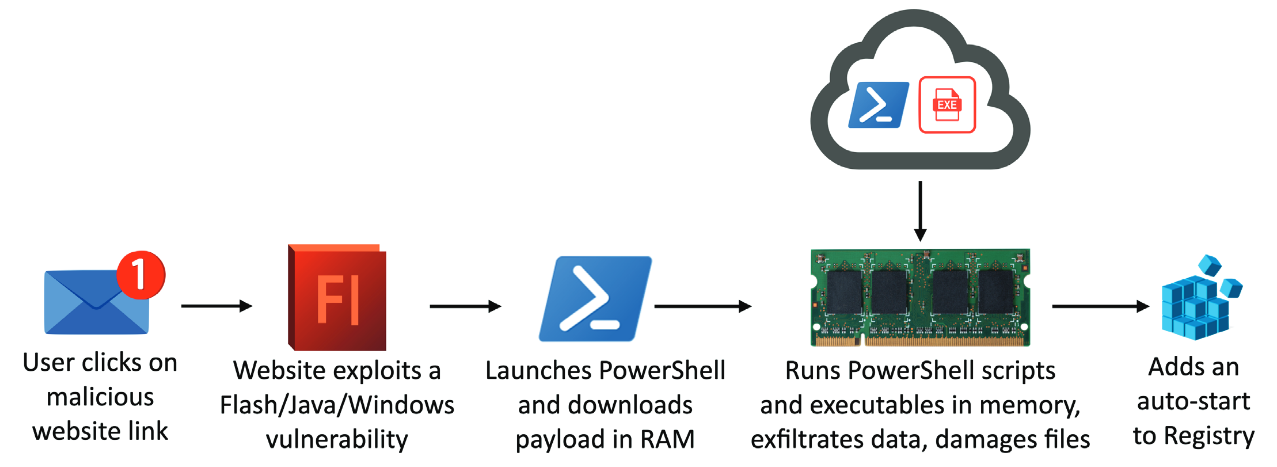 EXE
1
Fl
User clicks on
malicious
website link
Website exploits a
Flash/Java/Windows
vulnerability
Launches PowerShell
and downloads
payload in RAM
Runs PowerShell scripts
and executables in memory,
exfiltrates data, damages files
Adds an
auto-start
to Registry